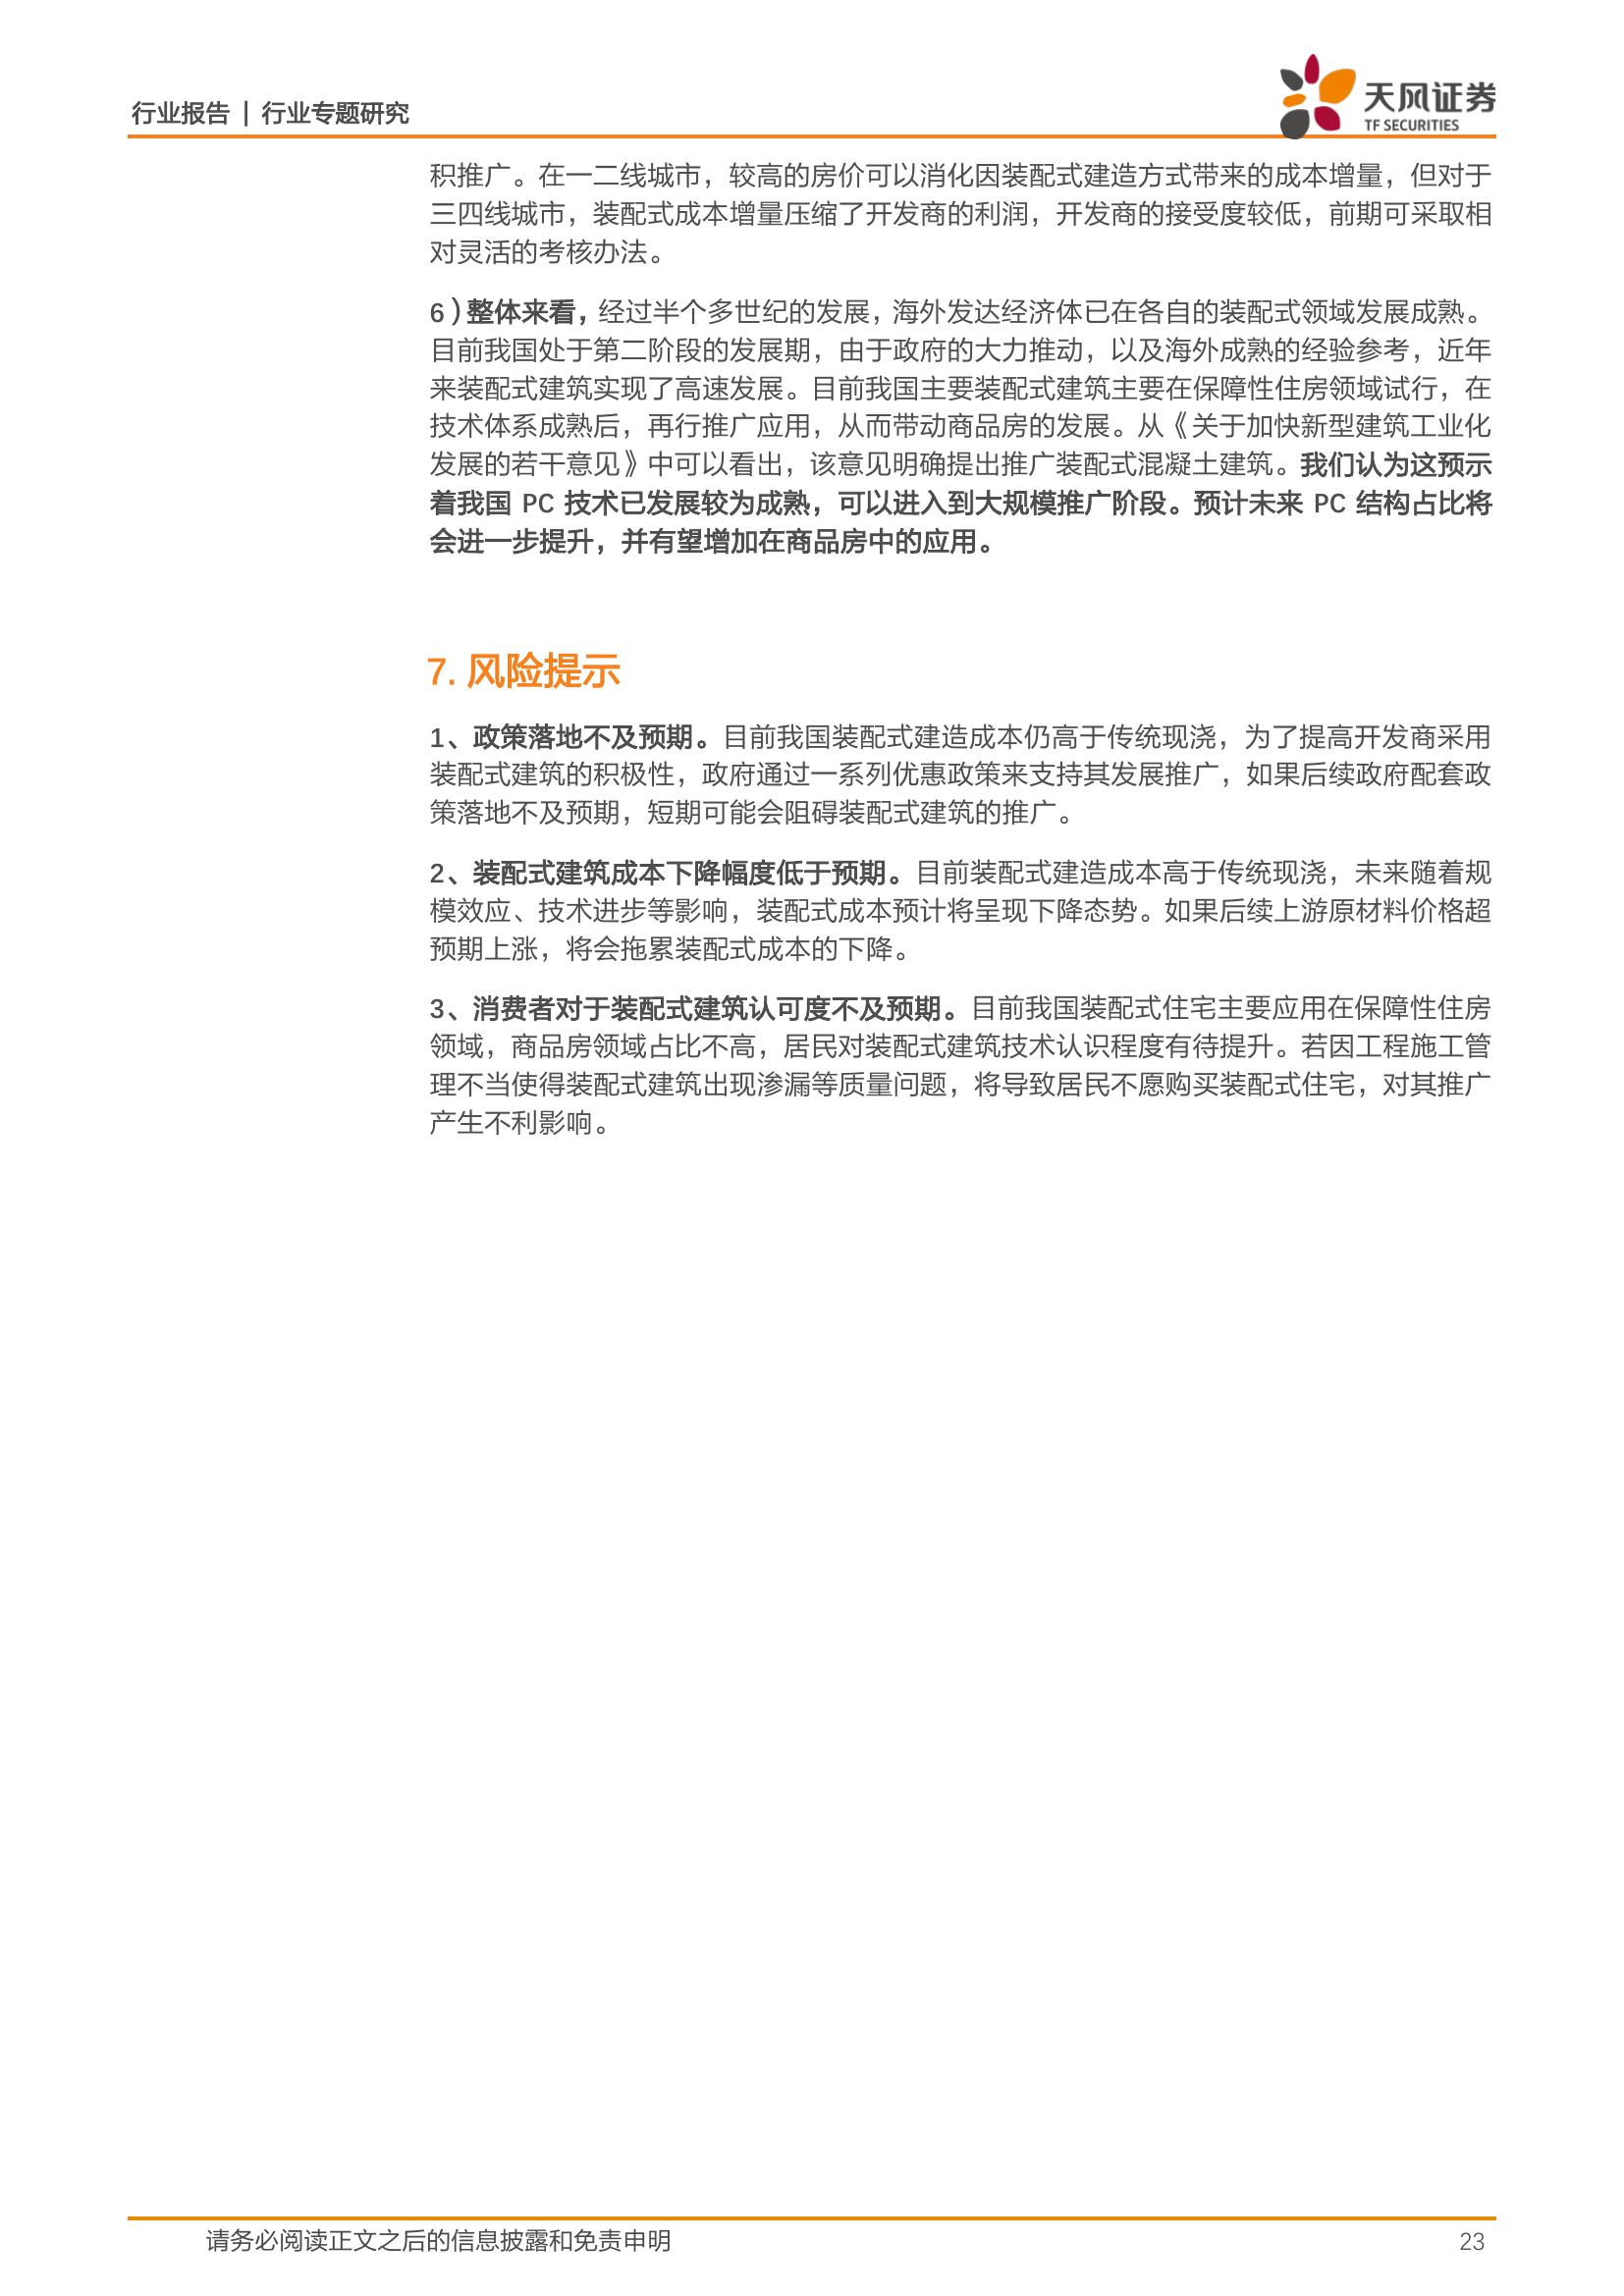 行业报告 | 行业专题研究
天风证券
TF SECURITIES
积推广。在一二线城市，较高的房价可以消化因装配式建造方式带来的成本增量，但对于
三四线城市，装配式成本增量压缩了开发商的利润，开发商的接受度较低，前期可采取相
对灵活的考核办法。
6）整体来看，经过半个多世纪的发展，海外发达经济体已在各自的装配式领域发展成熟。
目前我国处于第二阶段的发展期，由于政府的大力推动，以及海外成熟的经验参考，近年
来装配式建筑实现了高速发展。目前我国主要装配式建筑主要在保障性住房领域试行，在
技术体系成熟后，再行推广应用，从而带动商品房的发展。从《关于加快新型建筑工业化
发展的若干意见》中可以看出，该意见明确提出推广装配式混凝土建筑。我们认为这预示
着我国 PC 技术已发展较为成熟，可以进入到大规模推广阶段。预计未来 PC 结构占比将
会进一步提升，并有望增加在商品房中的应用。
7. 风险提示
1、政策落地不及预期。目前我国装配式建造成本仍高于传统现浇，为了提高开发商采用
装配式建筑的积极性，政府通过一系列优惠政策来支持其发展推广，如果后续政府配套政
策落地不及预期，短期可能会阻碍装配式建筑的推广。
2、装配式建筑成本下降幅度低于预期。目前装配式建造成本高于传统现浇，未来随着规
模效应、技术进步等影响，装配式成本预计将呈现下降态势。如果后续上游原材料价格超
预期上涨，将会拖累装配式成本的下降。
3、消费者对于装配式建筑认可度不及预期。目前我国装配式住宅主要应用在保障性住房
领域，商品房领域占比不高，居民对装配式建筑技术认识程度有待提升。若因工程施工管
理不当使得装配式建筑出现渗漏等质量问题，将导致居民不愿购买装配式住宅，对其推广
产生不利影响。
请务必阅读正文之后的信息披露和免责申明
23